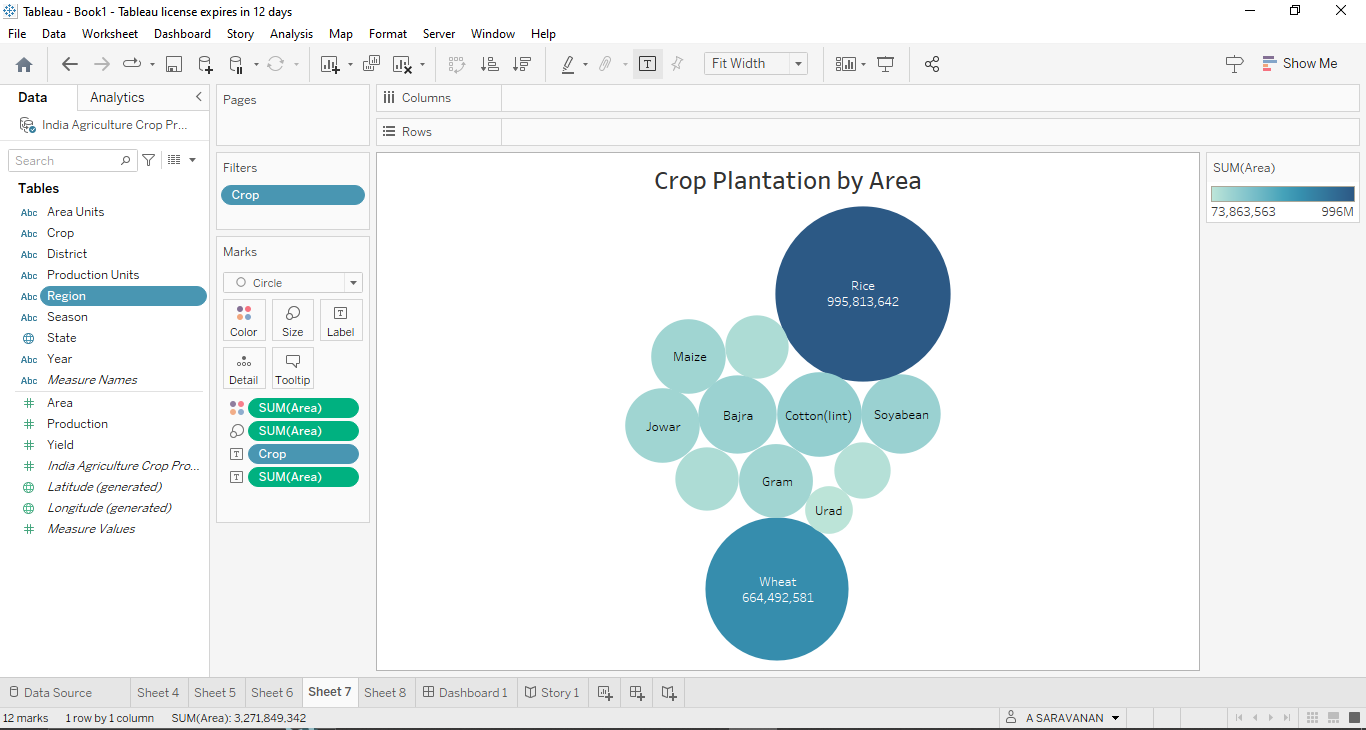 Tableau - Book1 - Tableau license expires in 12 days
File Data Worksheet Dashboard Story Analysis Map Format Server Window Help
Fit Width
Show Me
Data Analytics
India Agriculture Crop Pr...
Search
Tables
Abc Area Units
Abc Crop
Abc District
Abc Production Units
Abc Region
Abc Season
State
Abc Year
Abc Measure Names
# Area
# Production
# Yield
# India Agriculture Crop Pro...
Latitude (generated)
Longitude (generated)
# Measure Values
Pages
Filters
Crop
Marks
Circle
Color Size T Label
Detail Tooltip
SUM(Area)
SUM(Area)
T Crop
T SUM(Area)
Columns
Rows
Crop Plantation by Area
Rice
995,813,642
Maize
Jowar
Bajra
Cotton(lint)
Soyabean
Gram
Urad
Wheat
664,492,581
SUM(Area)
73,863,563 996M
Data Source Sheet 4 Sheet 5 Sheet 6 Sheet 7 Sheet 8 Dashboard 1 Story 1
12 marks 1 row by 1 column SUM(Area): 3,271,849,342 A SARAVANAN